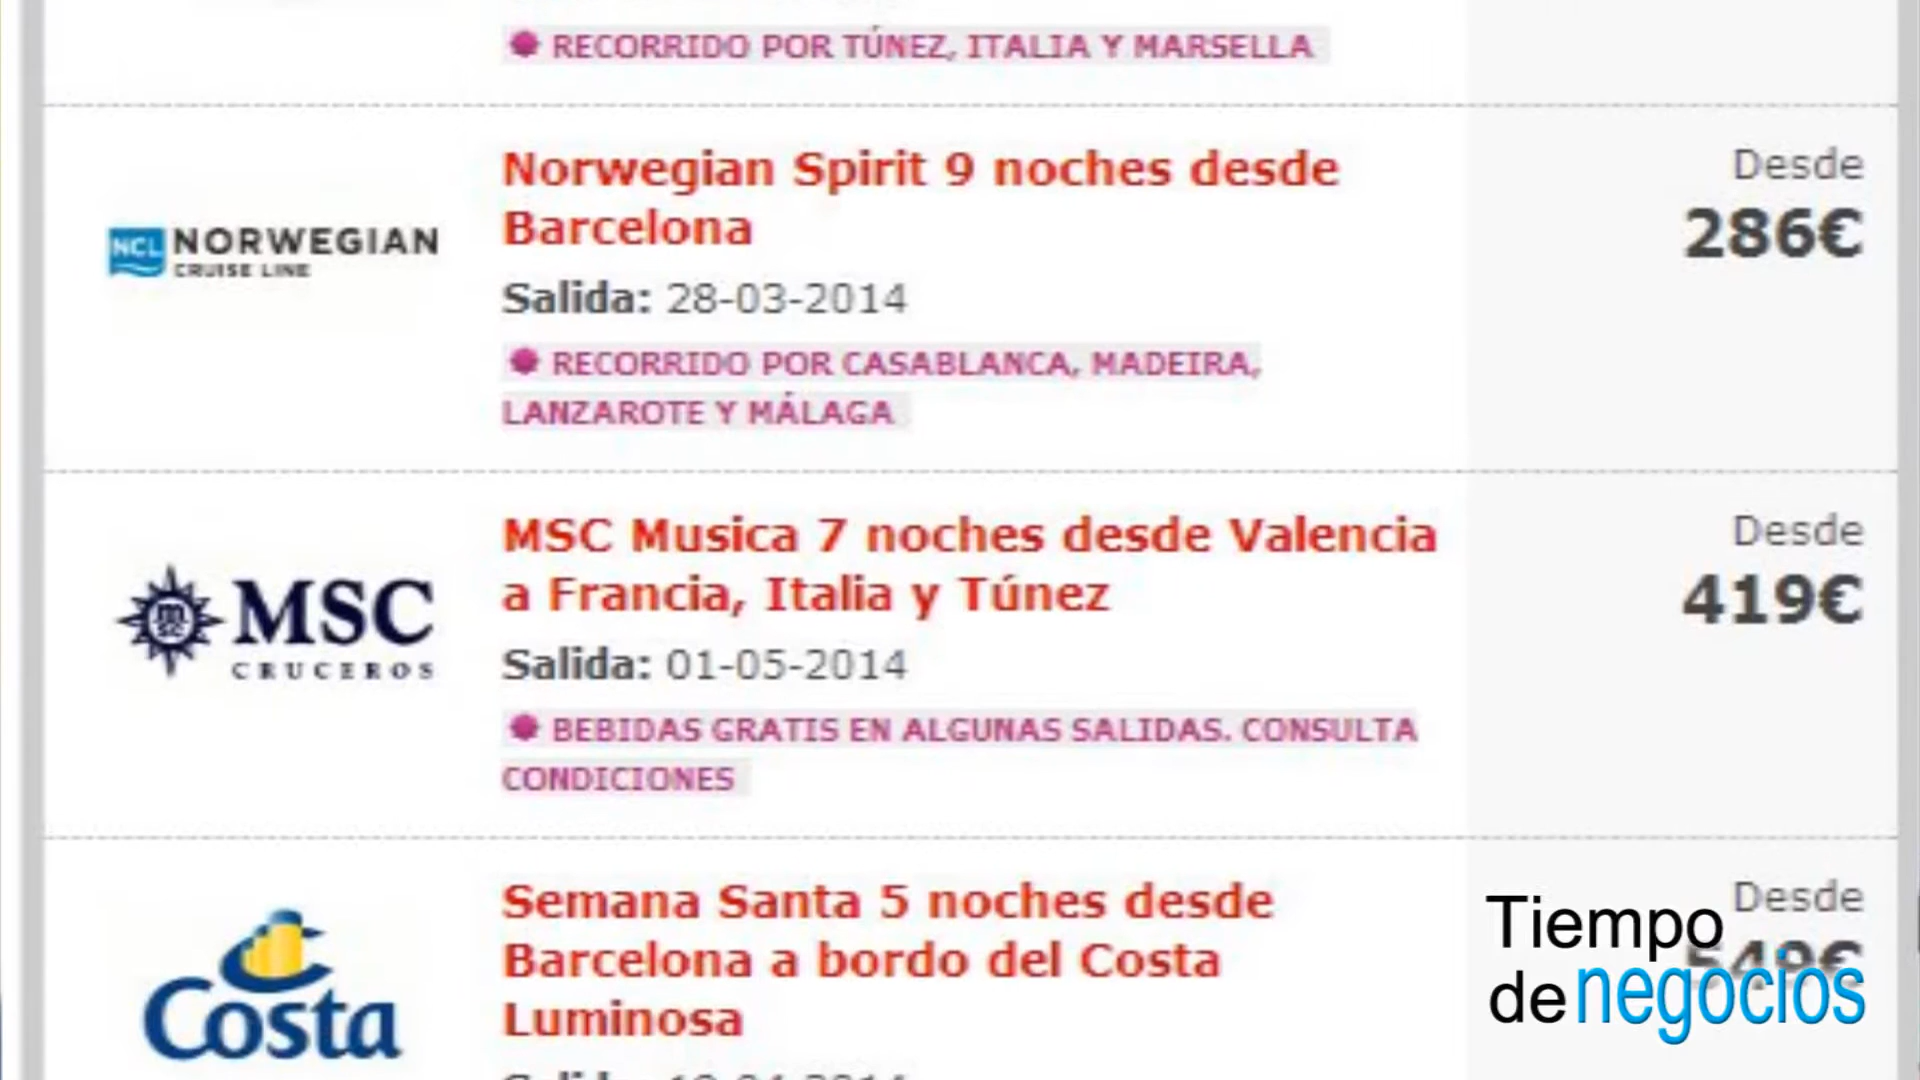 RECORRIDO POR TÚNEZ, ITALIA Y MARSELLA
NCL NORWEGIAN
CRUISE LINE
Norwegian Spirit 9 noches desde
Barcelona
Salida: 28-03-2014
RECORRIDO POR CASABLANCA, MADEIRA,
LANZAROTE Y MÁLAGA
Desde
286€
MSC
CRUCEROS
MSC Musica 7 noches desde Valencia
a Francia, Italia y Túnez
Salida: 01-05-2014
BEBIDAS GRATIS EN ALGUNAS SALIDAS. CONSULTA
CONDICIONES
Desde
419€
Costa
Semana Santa 5 noches desde
Barcelona a bordo del Costa
Luminosa
Desde
549€
Tiempo
de negocios